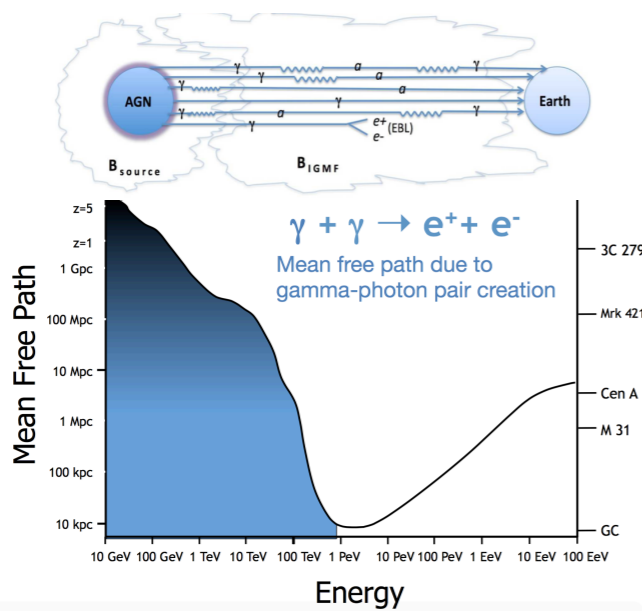 γ a γ
γ a
γ a
AGN γ Earth
γ a γ
γ e+ (EBL)
e-
B source
B IGMF
γ + γ → e⁺ + e⁻
Mean free path due to
gamma-photon pair creation
Mean Free Path
z=5
z=1
1 Gpc
100 Mpc
10 Mpc
1 Mpc
100 kpc
10 kpc
3C 279
Mrk 421
Cen A
M 31
GC
10 GeV 100 GeV 1 TeV 10 TeV 100 TeV 1 PeV 10 PeV 100 PeV 1 EeV 10 EeV 100 EeV
Energy